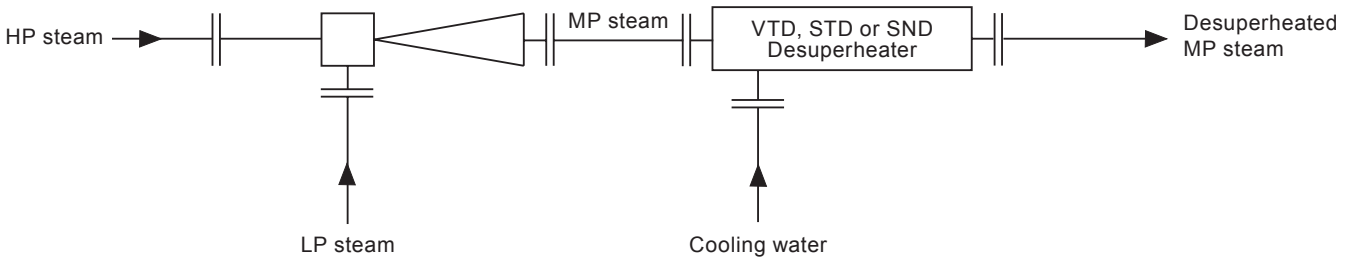 HP steam
MP steam
VTD, STD or SND
Desuperheater
Desuperheated
MP steam
LP steam
Cooling water